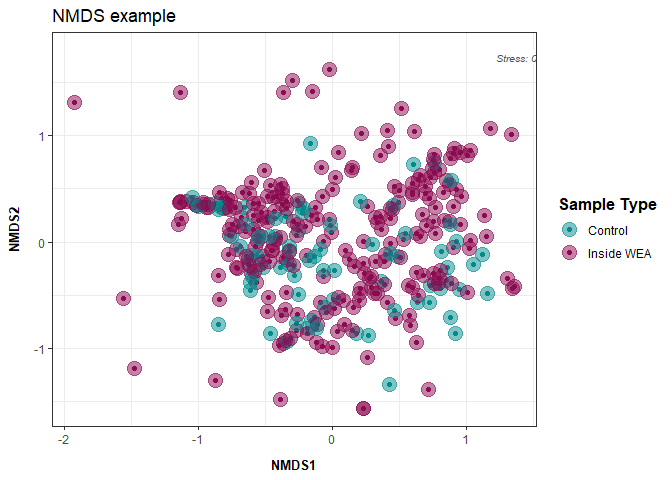 NMDS example
Stress: 0
1
0
-1
-2
-1
0
1
NMDS2
NMDS1
Sample Type
Control
Inside WEA